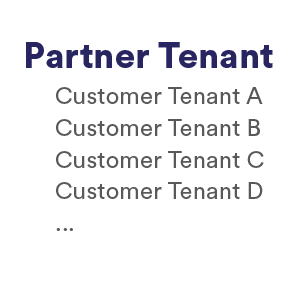 Partner Tenant
Customer Tenant A
Customer Tenant B
Customer Tenant C
Customer Tenant D
...